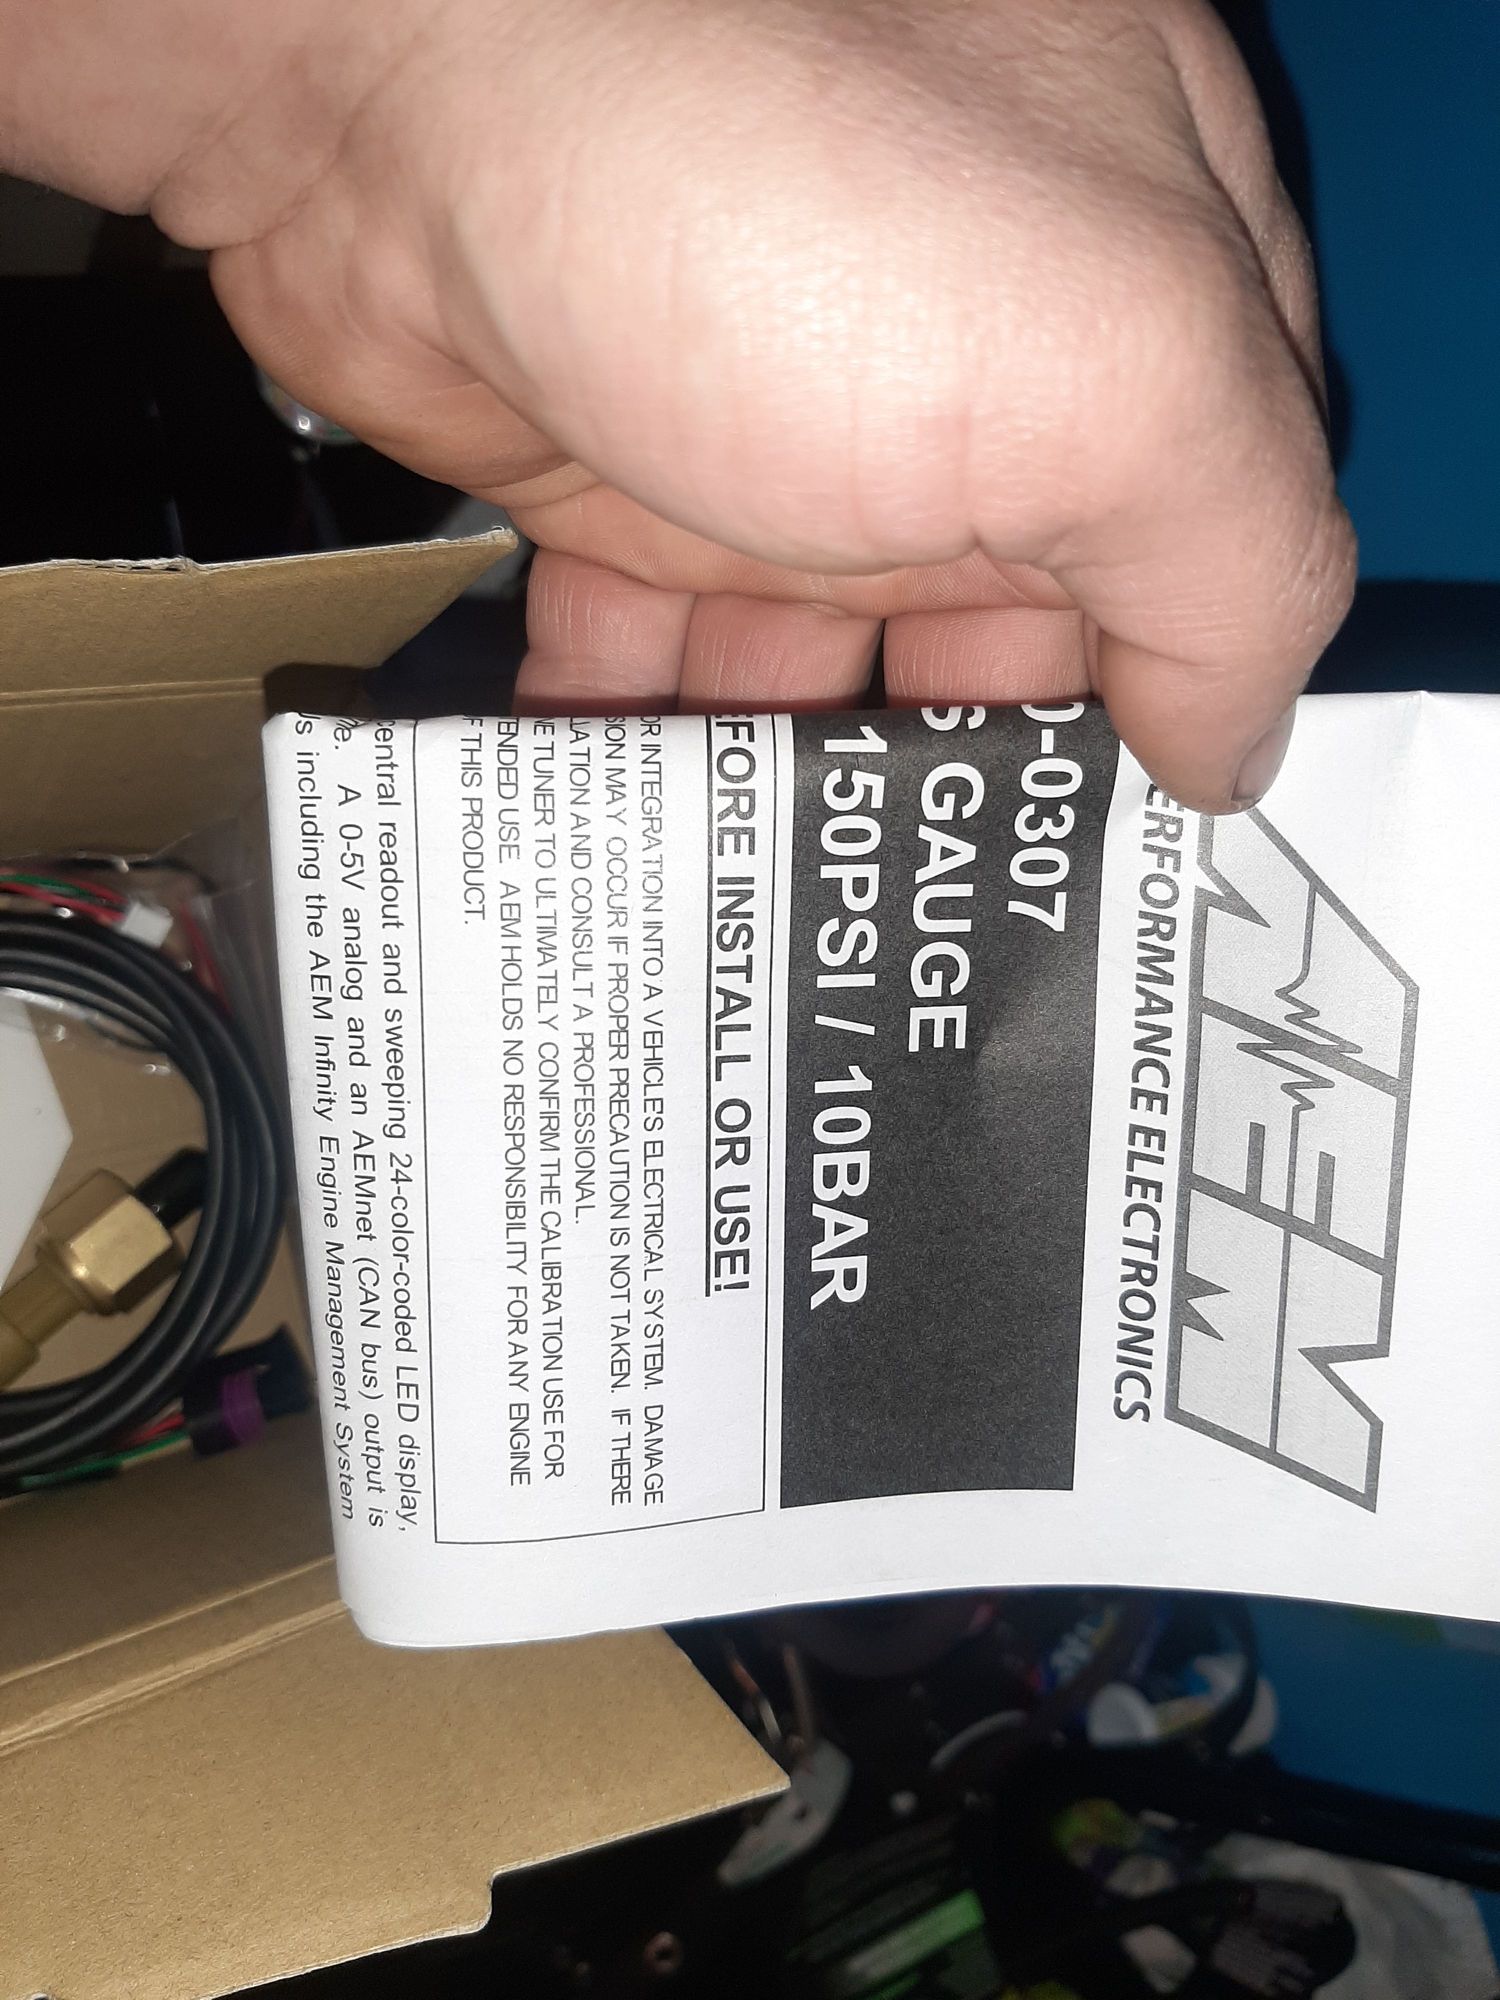 AEM
ERFORMANCE ELECTRONICS
0-0307
S GAUGE
150PSI / 10BAR
EFORE INSTALL OR USE!
OR INTEGRATION INTO A VEHICLES ELECTRICAL SYSTEM. DAMAGE
SION MAY OCCUR IF PROPER PRECAUTION IS NOT TAKEN. IF THERE
LLATION AND CONSULT A PROFESSIONAL.
NE TUNER TO ULTIMATELY CONFIRM THE CALIBRATION USE FOR
TENDED USE. AEM HOLDS NO RESPONSIBILITY FOR ANY ENGINE
F THIS PRODUCT.
central readout and sweeping 24-color-coded LED display,
A 0-5V analog and an AEMnet (CAN bus) output is
including the AEM Infinity Engine Management System